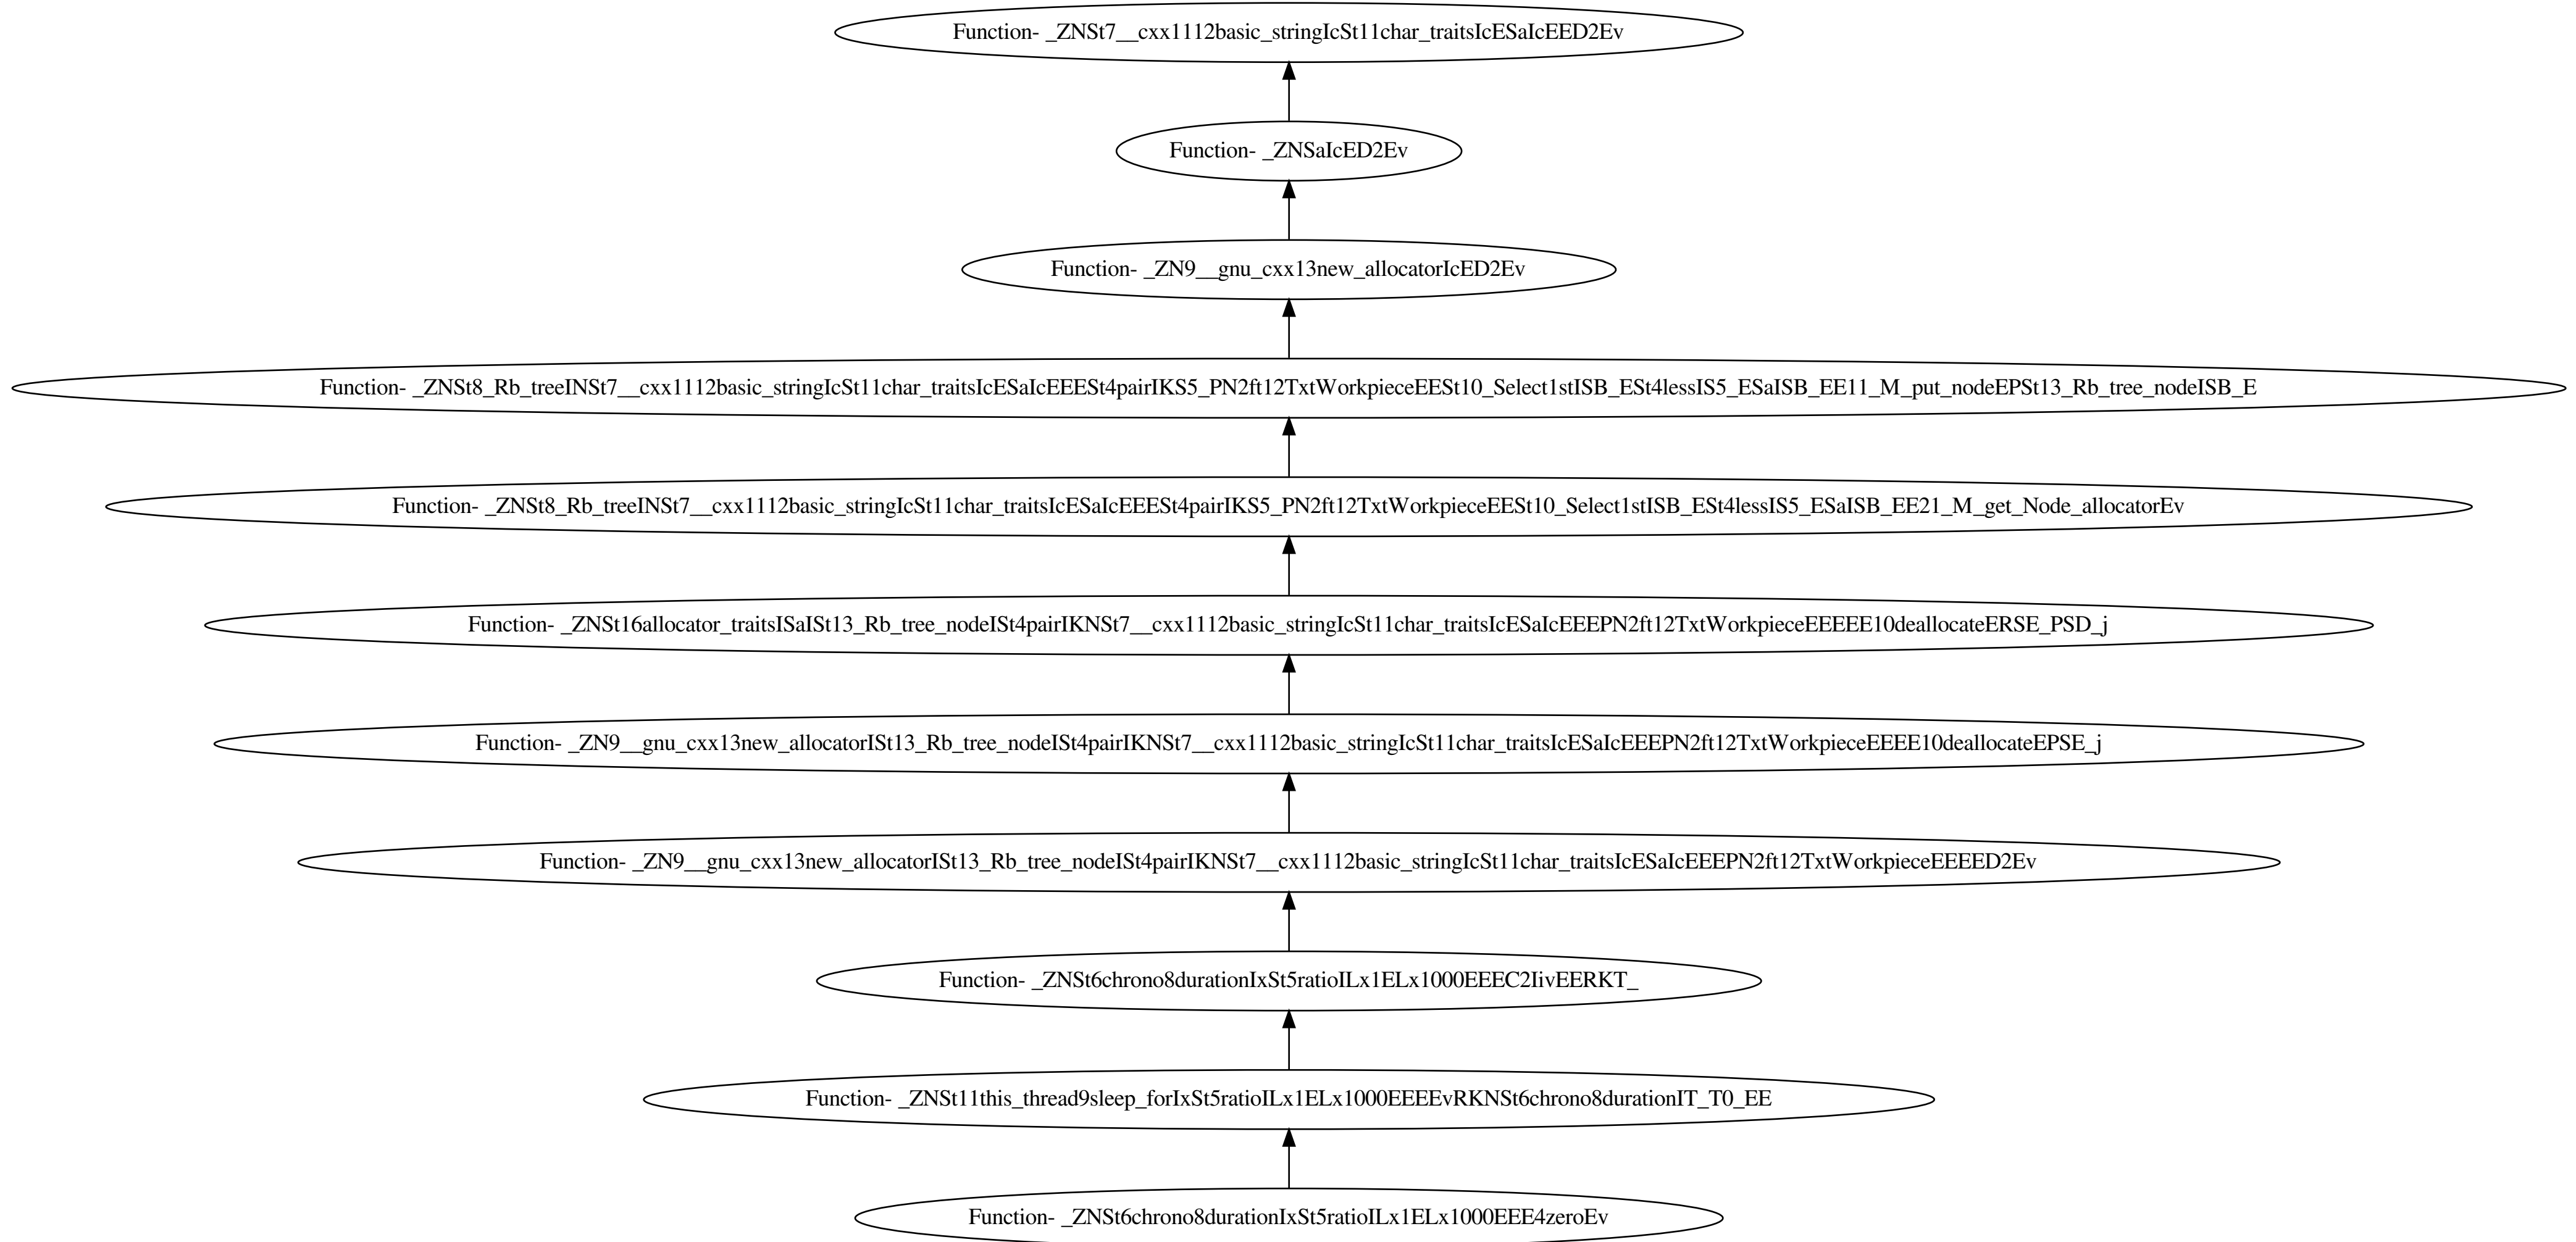 Function- _ZNSt7__cxx1112basic_stringIcSt11char_traitsIcESaIcEED2Ev
Function- _ZNSaIcED2Ev
Function- _ZN9__gnu_cxx13new_allocatorIcED2Ev
Function- _ZNSt8_Rb_treeINSt7__cxx1112basic_stringIcSt11char_traitsIcESaIcEEESt4pairIKS5_PN2ft12TxtWorkpieceEESt10_Select1stISB_ESt4lessIS5_ESaISB_EE11_M_put_nodeEPSt13_Rb_tree_nodeISB_E
Function- _ZNSt8_Rb_treeINSt7__cxx1112basic_stringIcSt11char_traitsIcESaIcEEESt4pairIKS5_PN2ft12TxtWorkpieceEESt10_Select1stISB_ESt4lessIS5_ESaISB_EE21_M_get_Node_allocatorEv
Function- _ZNSt16allocator_traitsISaISt13_Rb_tree_nodeISt4pairIKNSt7__cxx1112basic_stringIcSt11char_traitsIcESaIcEEEPN2ft12TxtWorkpieceEEEEE10deallocateERSE_PSD_j
Function- _ZN9__gnu_cxx13new_allocatorISt13_Rb_tree_nodeISt4pairIKNSt7__cxx1112basic_stringIcSt11char_traitsIcESaIcEEEPN2ft12TxtWorkpieceEEEE10deallocateEPSE_j
Function- _ZN9__gnu_cxx13new_allocatorISt13_Rb_tree_nodeISt4pairIKNSt7__cxx1112basic_stringIcSt11char_traitsIcESaIcEEEPN2ft12TxtWorkpieceEEEED2Ev
Function- _ZNSt6chrono8durationIxSt5ratioILx1ELx1000EEEC2IivEERKT_
Function- _ZNSt11this_thread9sleep_forIxSt5ratioILx1ELx1000EEEEvRKNSt6chrono8durationIT_T0_EE
Function- _ZNSt6chrono8durationIxSt5ratioILx1ELx1000EEE4zeroEv